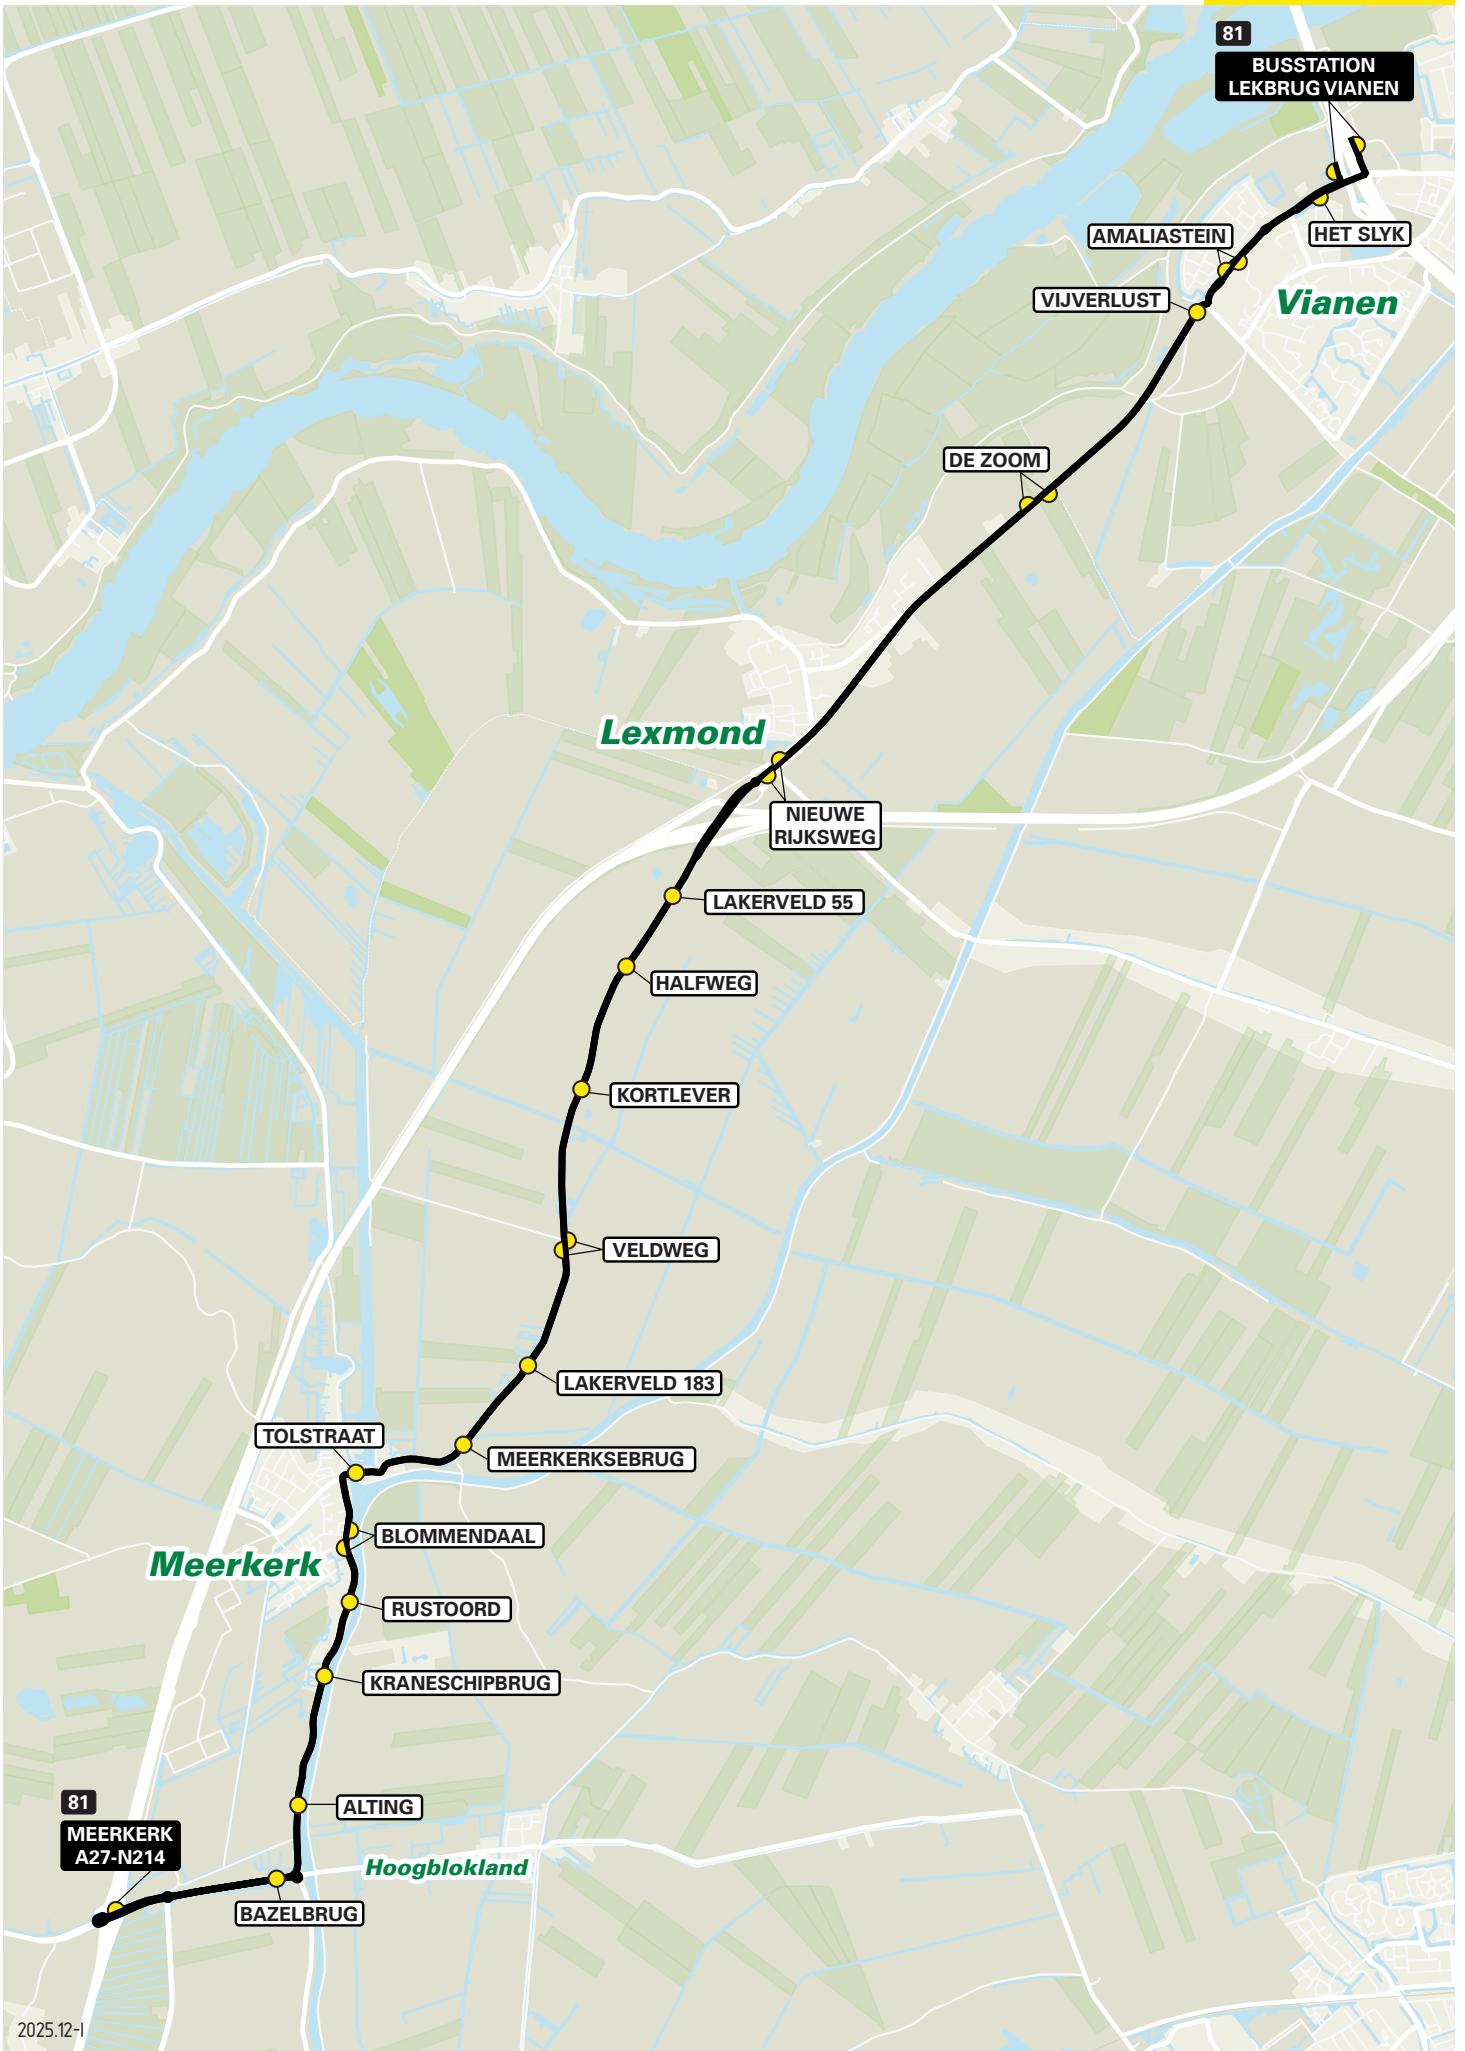 81
BUSSTATION
LEKBRUG VIANEN
HET SLYK
AMALIASTEIN
VIJVERLUST
Vianen
DE ZOOM
Lexmond
NIEUWE
RIJKSWEG
LAKERVELD 55
HALFWEG
KORTLEVER
VELDWEG
LAKERVELD 183
TOLSTRAAT
MEERKERKSEBRUG
BLOMMENDAAL
Meerkerk
RUSTOORD
KRANESCHIPBRUG
81
MEERKERK
A27-N214
ALTING
Hoogblokland
BAZELBRUG
2025.12-I